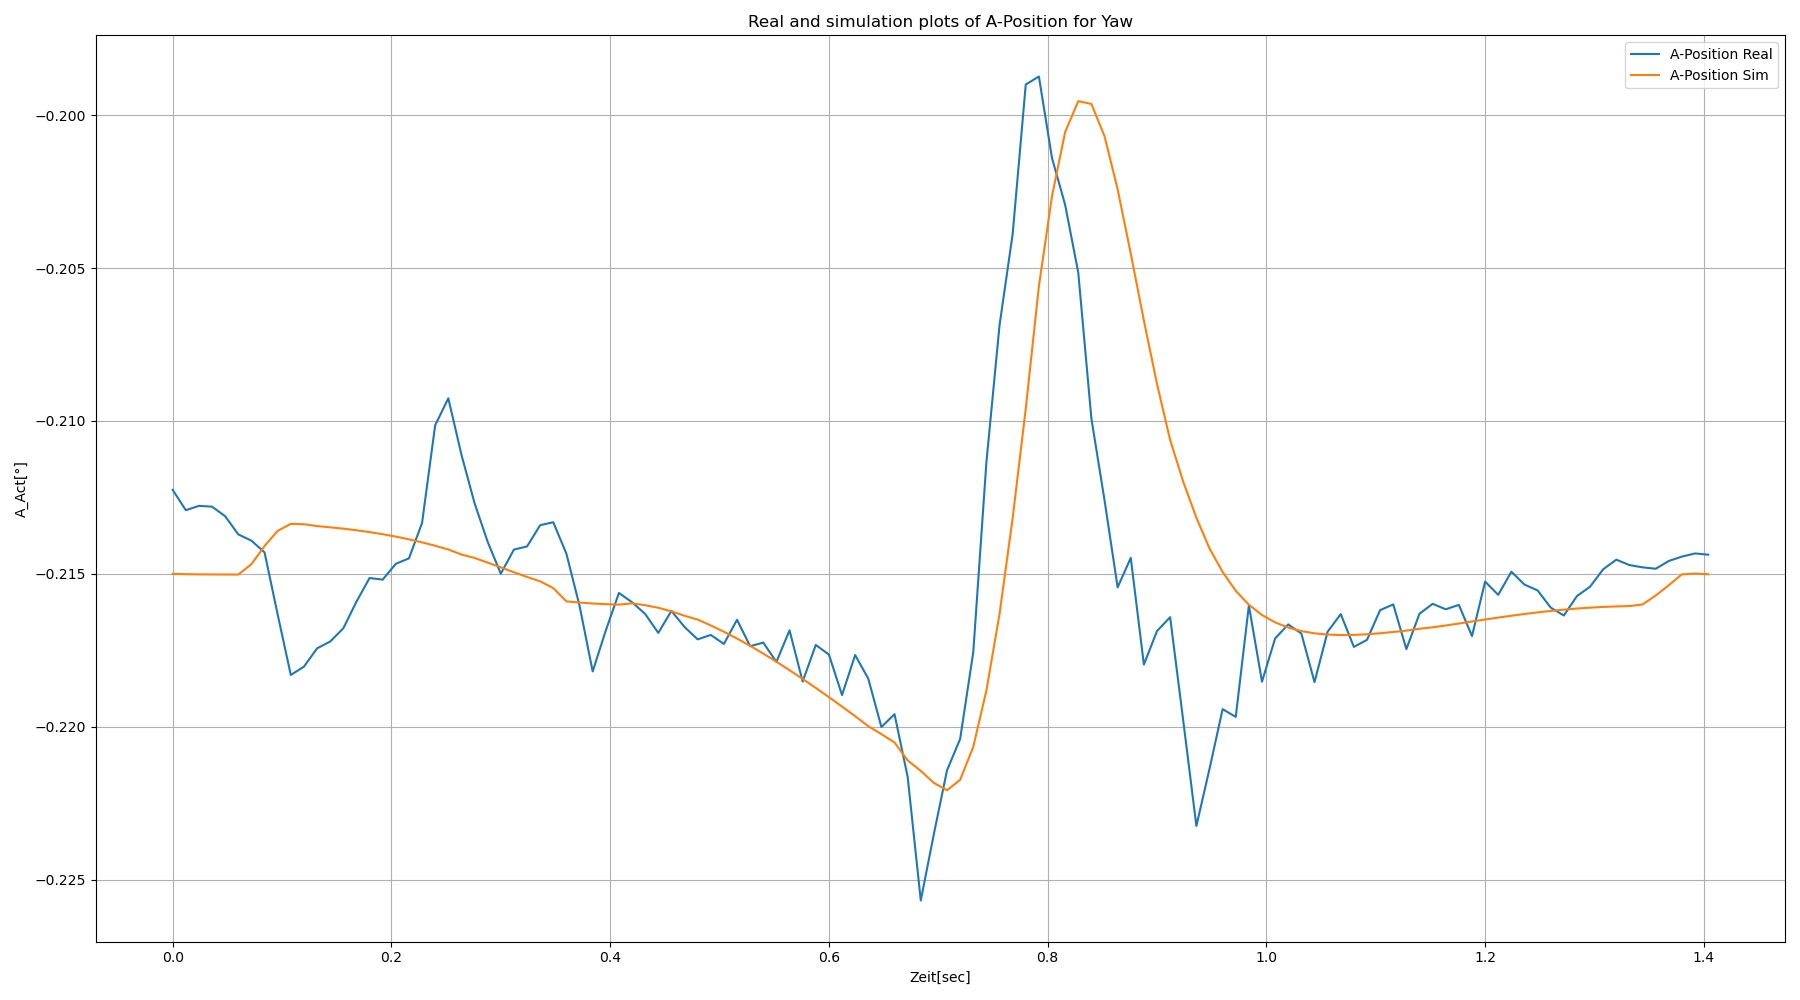 Real and simulation plots of A-Position for Yaw
A-Position Real
A-Position Sim
−0.200
−0.205
−0.210
−0.215
−0.220
−0.225
A_Act[°]
0.0 0.2 0.4 0.6 0.8 1.0 1.2 1.4
Zeit[sec]